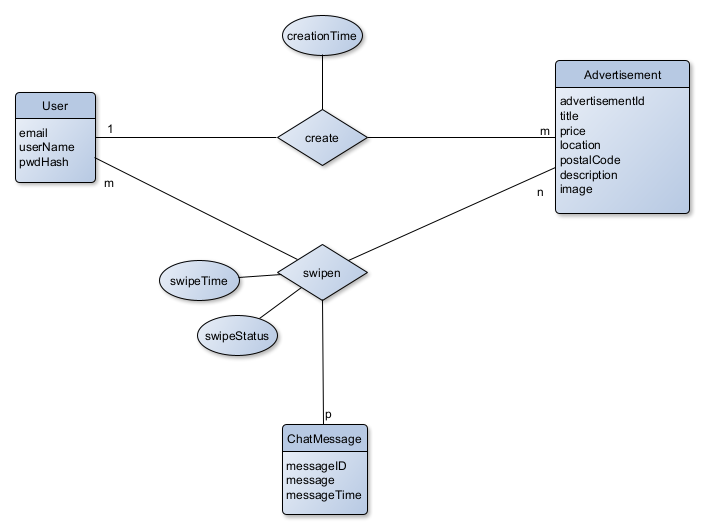 creationTime
User
email
userName
pwdHash
1
create
m
Advertisement
advertisementId
title
price
location
postalCode
description
image
m
n
swipen
swipeTime
swipeStatus
p
ChatMessage
messageID
message
messageTime